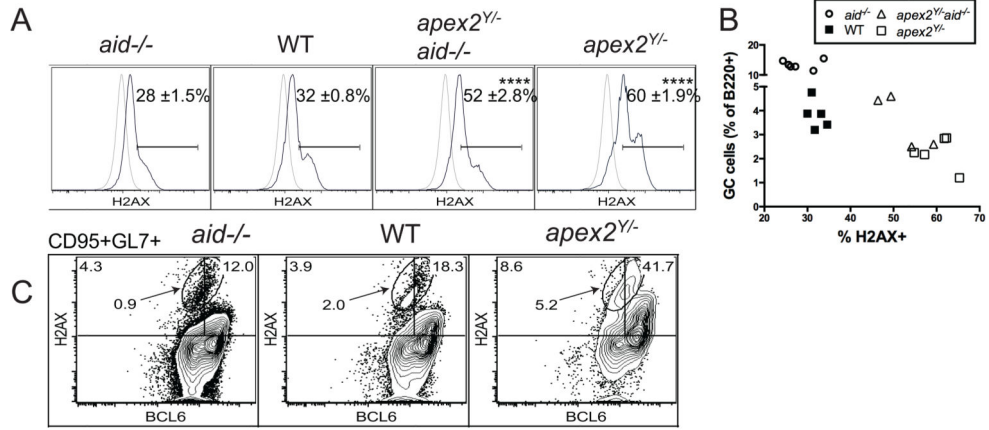 A
aid-/-
WT
apex2Y/-
aid-/-
apex2Y/-
28 ±1.5%
32 ±0.8%
****
52 ±2.8%
****
60 ±1.9%
H2AX
H2AX
H2AX
H2AX
B
aid-/-
apex2Y/-aid-/-
WT
apex2Y/-
GC cells (% of B220+)
20
10
5
4
3
2
1
0
20
30
40
50
60
70
% H2AX+
C
CD95+GL7+
aid-/-
WT
apex2Y/-
4.3
12.0
0.9
H2AX
BCL6
3.9
18.3
2.0
H2AX
BCL6
8.6
41.7
5.2
H2AX
BCL6